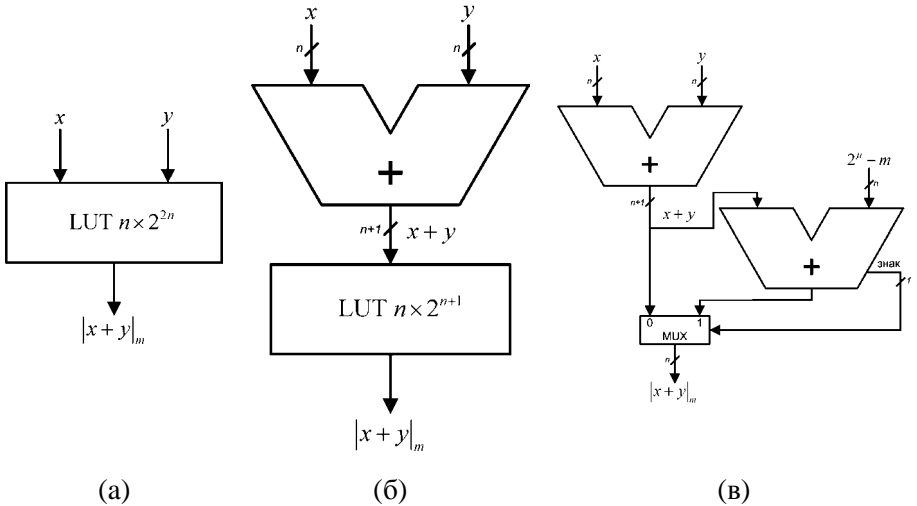 x y
LUT n × 2^{2n}
|x + y|_m
(а)
x y
n n
+
n+1 x + y
LUT n × 2^{n+1}
|x + y|_m
(б)
x y
n n
+
n+1 x + y
2^n − m
n
+
знак
1
0 1
MUX
n
|x + y|_m
(в)